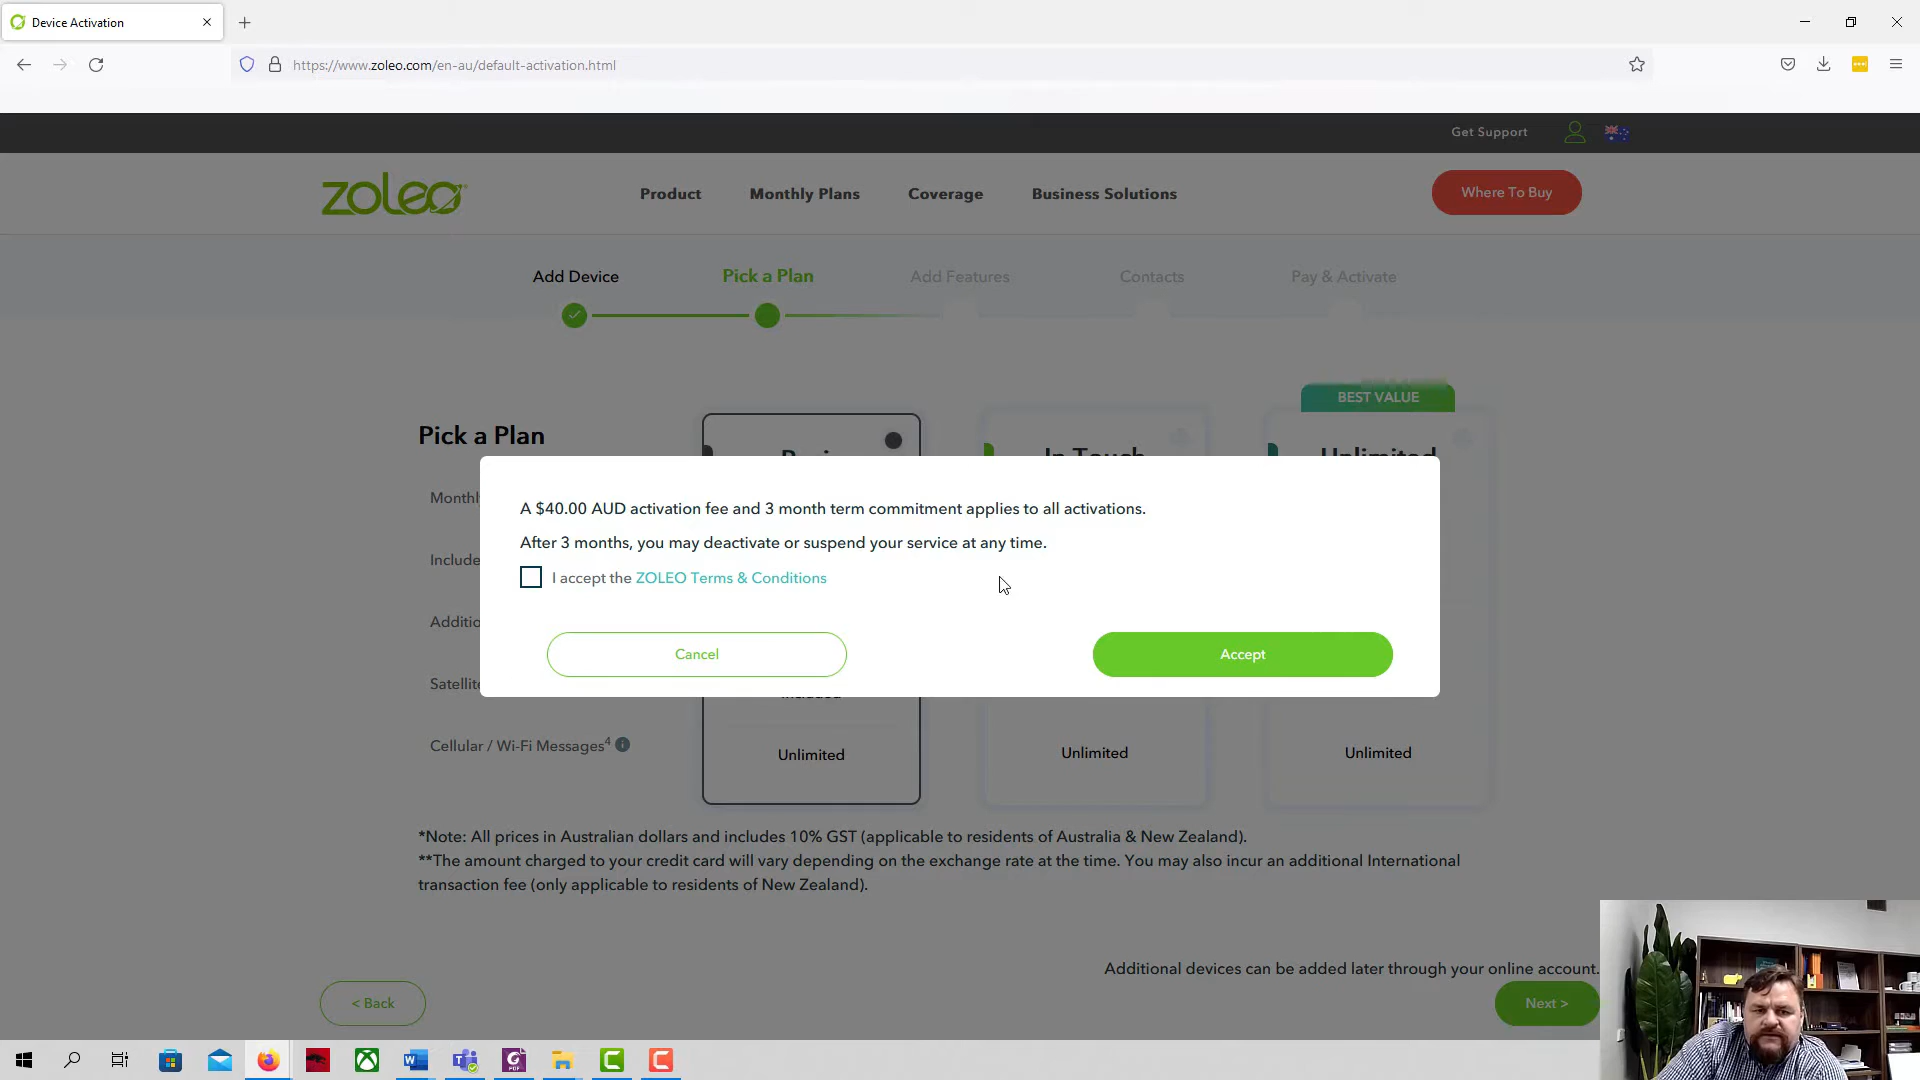 Device Activation
https://www.zoleo.com/en-au/default-activation.html
Get Support
zoleo
Product
Monthly Plans
Coverage
Business Solutions
Where To Buy
Add Device
Pick a Plan
Add Features
Contacts
Pay & Activate
BEST VALUE
Pick a Plan
In Touch
Unlimited
A $40.00 AUD activation fee and 3 month term commitment applies to all activations.
After 3 months, you may deactivate or suspend your service at any time.
I accept the ZOLEO Terms & Conditions
Cancel
Accept
Cellular / Wi-Fi Messages4
Unlimited
Unlimited
Unlimited
*Note: All prices in Australian dollars and includes 10% GST (applicable to residents of Australia & New Zealand).
**The amount charged to your credit card will vary depending on the exchange rate at the time. You may also incur an additional International
transaction fee (only applicable to residents of New Zealand).
Additional devices can be added later through your online account.
< Back
Next >